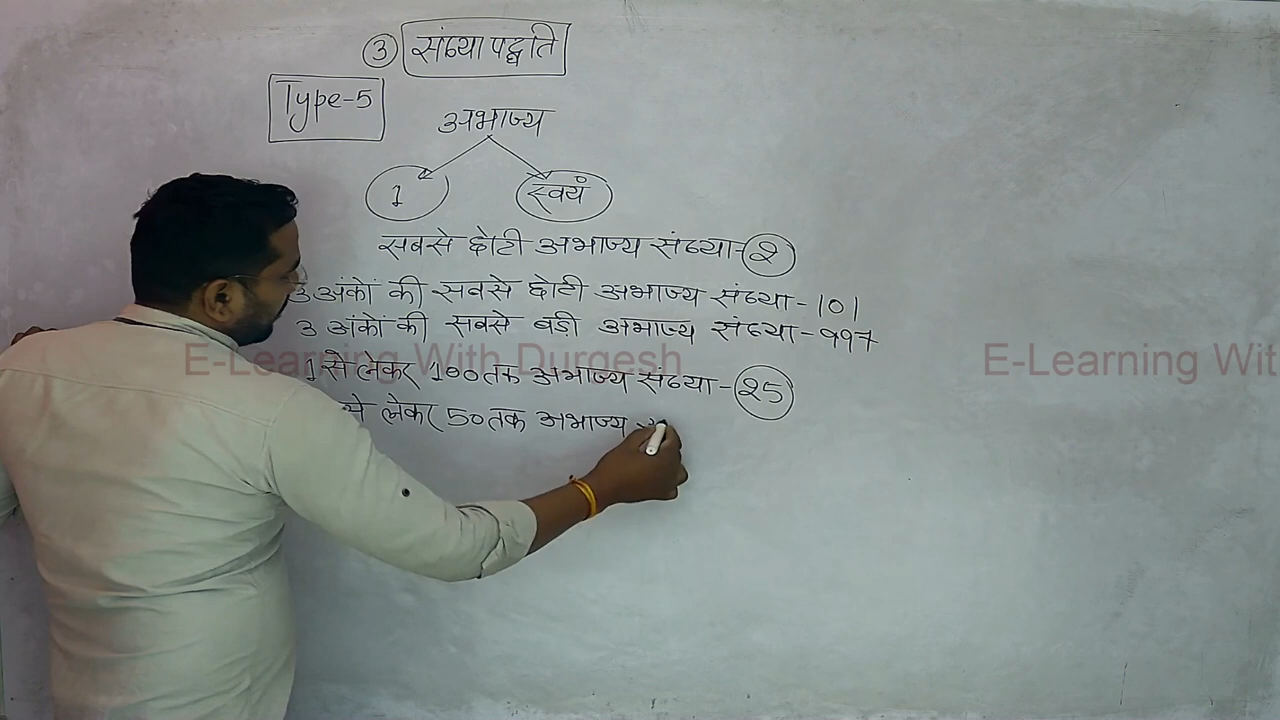 ③ संख्या पद्धति
Type-5
अभाज्य
1 स्वयं
सबसे छोटी अभाज्य संख्या-2
3 अंकों की सबसे छोटी अभाज्य संख्या-101
3 अंकों की सबसे बड़ी अभाज्य संख्या-997
1 से लेकर 100 तक अभाज्य संख्या-25
से लेकर 50 तक अभाज्य
E-Learning With Durgesh
E-Learning Wit